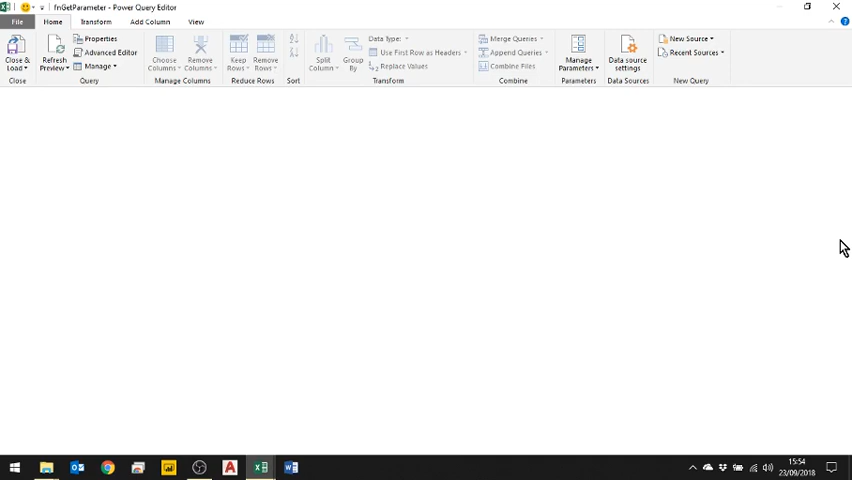 fnGetParameter - Power Query Editor
File Home Transform Add Column View
Close & Load
Close
Refresh Preview
Properties
Advanced Editor
Manage
Query
Choose Columns
Remove Columns
Manage Columns
Keep Rows
Remove Rows
Reduce Rows
Sort
Split Column
Group By
Data Type:
Use First Row as Headers
Replace Values
Transform
Merge Queries
Append Queries
Combine Files
Combine
Manage Parameters
Parameters
Data source settings
Data Sources
New Source
Recent Sources
New Query
15:54
23/09/2018